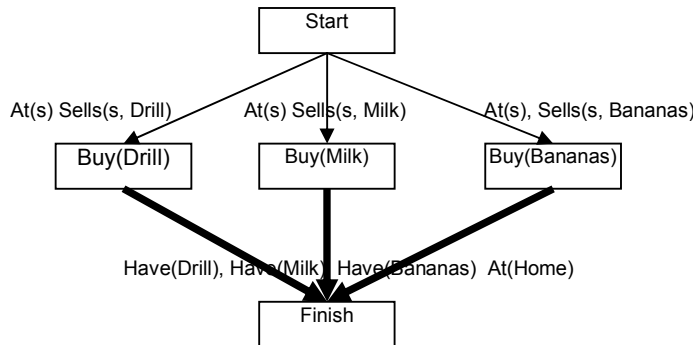 Start
At(s) Sells(s, Drill) At(s) Sells(s, Milk) At(s), Sells(s, Bananas)
Buy(Drill) Buy(Milk) Buy(Bananas)
Have(Drill), Have(Milk), Have(Bananas) At(Home)
Finish